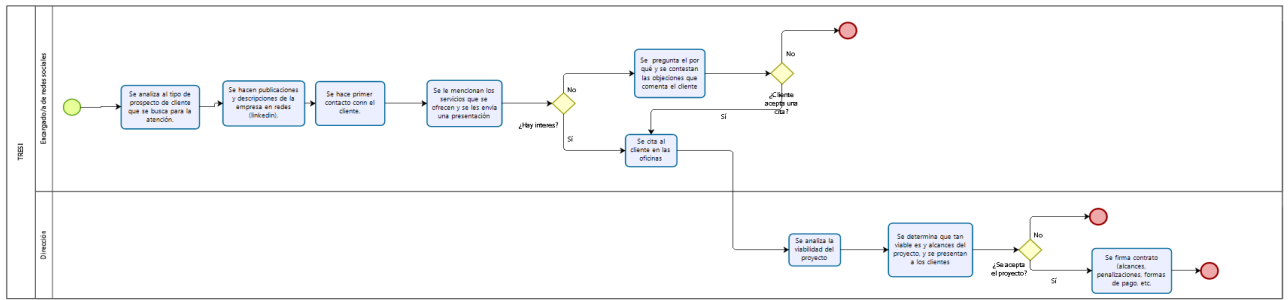 TRESI
Encargado/a de redes sociales
Se analiza al tipo de
prospecto de cliente
que se busca para la
atención.
Se hacen publicaciones
y descripciones de la
empresa en redes
(linkedin).
Se hace primer
contacto conn el
cliente.
Se le mencionan los
servicios que se
ofrecen y se les envia
una presentación
¿Hay interes?
No
Sí
Se pregunta el por
qué y se contestan
las objeciones que
comenta el cliente
¿Cliente
acepta una
cita?
No
Sí
Se cita al
cliente en las
oficinas
Dirección
Se analiza la
viabilidad del
proyecto
Se determina que tan
viable es y alcances del
proyecto, y se presentan
a los clientes
¿Se acepta
el proyecto?
No
Sí
Se firma contrato
(alcances,
penalizaciones, formas
de pago, etc.